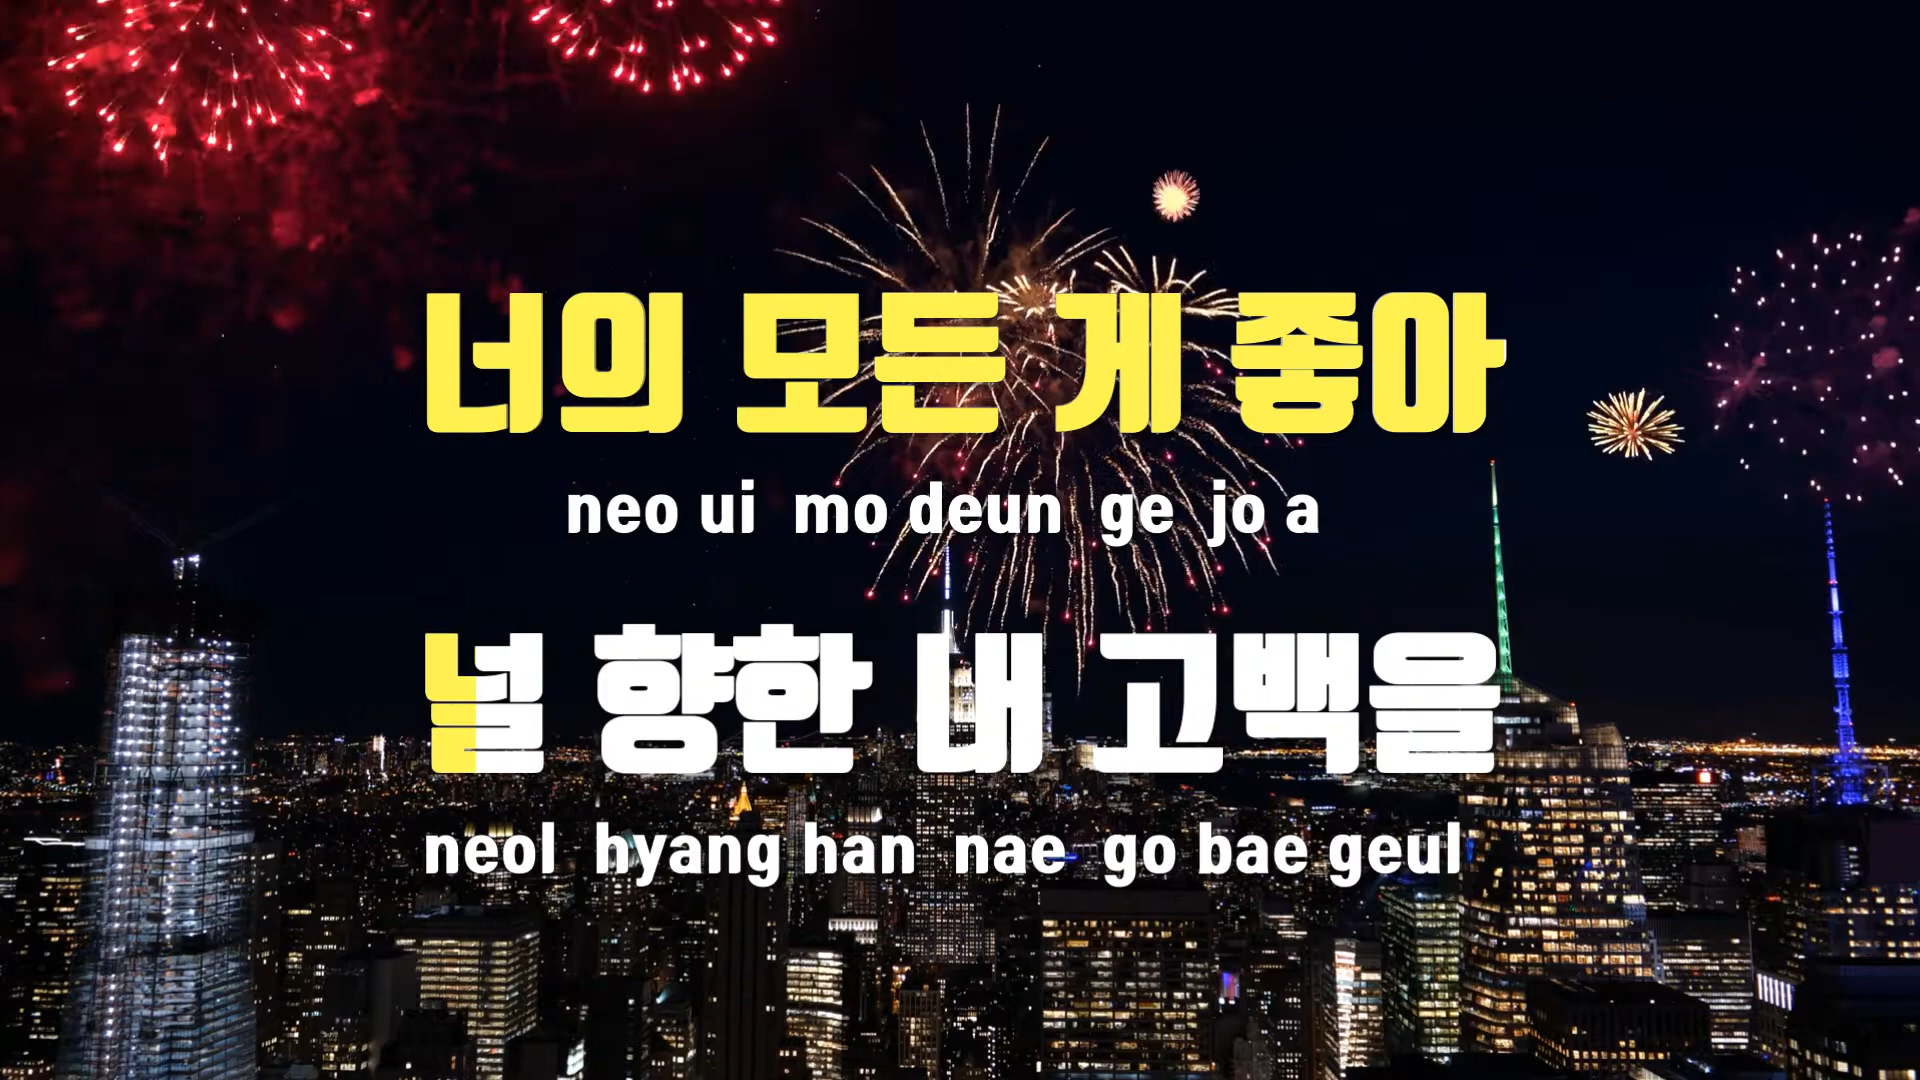 너의 모든 게 좋아
neo ui mo deun ge jo a
널 향한 내 고백을
neol hyang han nae go bae geul